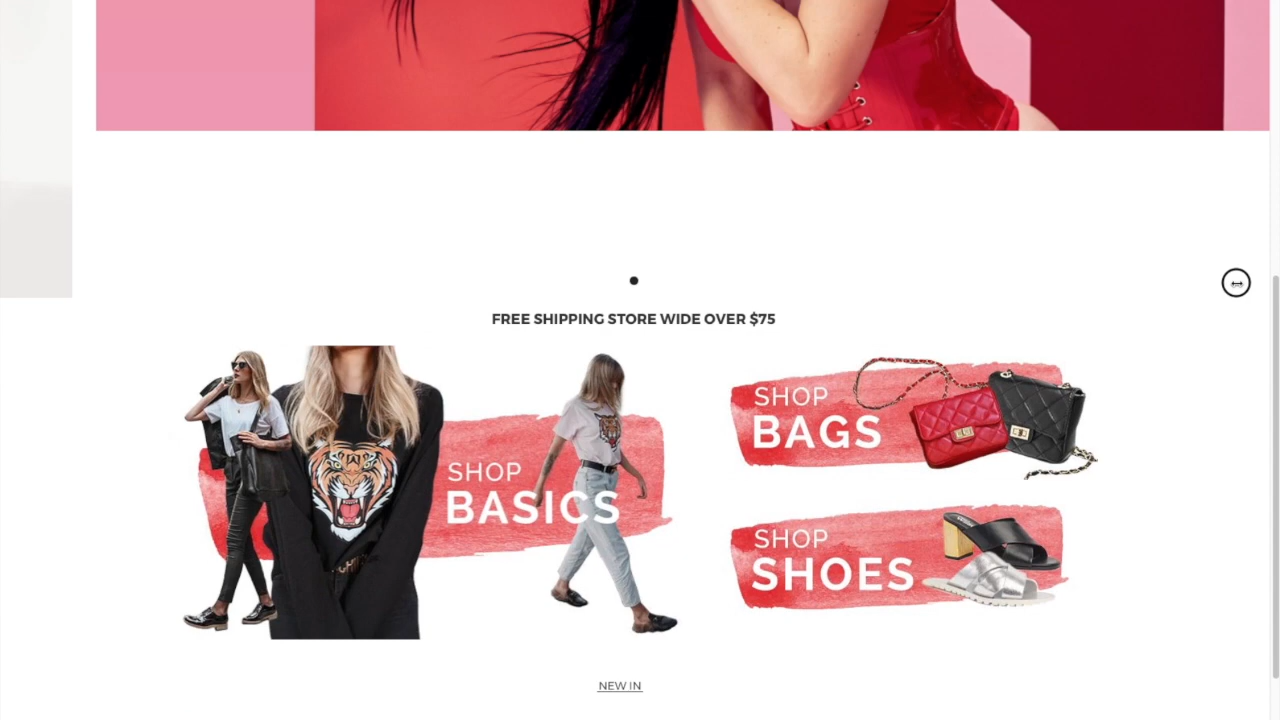 FREE SHIPPING STORE WIDE OVER $75
SHOP
BASICS
SHOP
BAGS
SHOP
SHOES
NEW IN